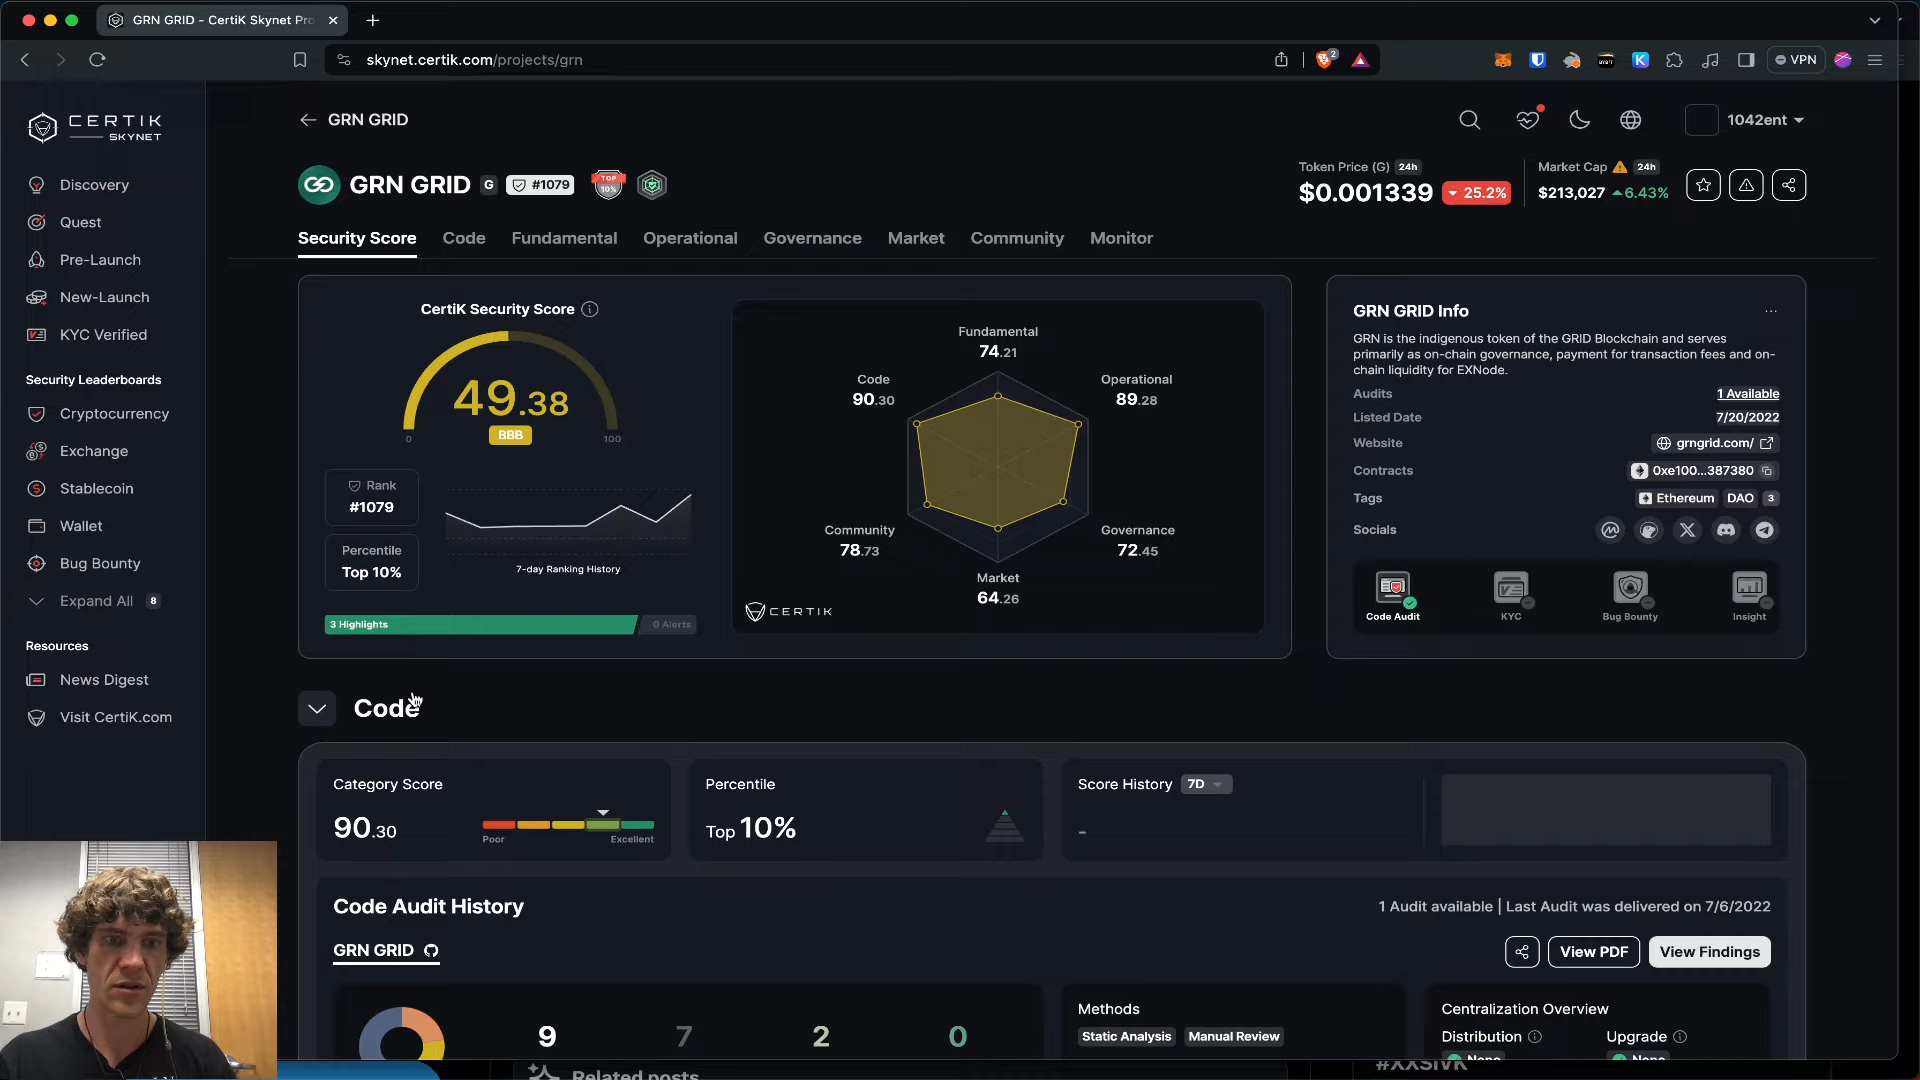 GRN GRID - CertiK Skynet Pro
skynet.certik.com/projects/grn
2
VPN
CERTIK
SKYNET
Discovery
Quest
Pre-Launch
New-Launch
KYC Verified
Security Leaderboards
Cryptocurrency
Exchange
Stablecoin
Wallet
Bug Bounty
Expand All 8
Resources
News Digest
Visit CertiK.com
GRN GRID
1042ent
GRN GRID G #1079
TOP
10%
Token Price (G) 24h
$0.001339 25.2%
Market Cap 24h
$213,027 6.43%
Security Score Code Fundamental Operational Governance Market Community Monitor
CertiK Security Score
49.38
BBB
0 100
Rank
#1079
Percentile
Top 10%
7-day Ranking History
3 Highlights 0 Alerts
Fundamental
74.21
Code
90.30
Operational
89.28
Community
78.73
Governance
72.45
Market
64.26
CERTIK
GRN GRID Info
GRN is the indigenous token of the GRID Blockchain and serves
primarily as on-chain governance, payment for transaction fees and on-
chain liquidity for EXNode.
Audits 1 Available
Listed Date 7/20/2022
Website grngrid.com/
Contracts 0xe100...387380
Tags Ethereum DAO 3
Socials
Code Audit KYC Bug Bounty Insight
Code
Category Score
90.30
Poor Excellent
Percentile
Top 10%
Score History 7D
-
Code Audit History
1 Audit available | Last Audit was delivered on 7/6/2022
GRN GRID
View PDF View Findings
9 7 2 0
Methods
Static Analysis Manual Review
Centralization Overview
Distribution Upgrade
None None
Related posts